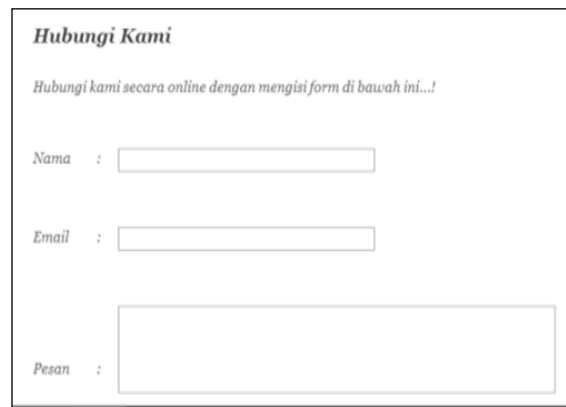 Hubungi Kami
Hubungi kami secara online dengan mengisi form di bawah ini...!
Nama :
Email :
Pesan :